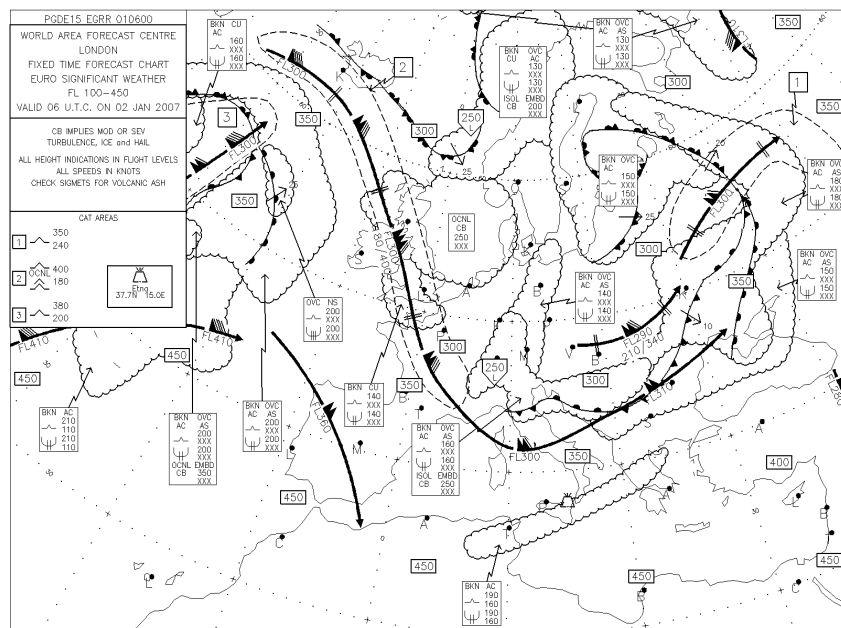 PGDE15 EGRR 010600
WORLD AREA FORECAST CENTRE
LONDON
FIXED TIME FORECAST CHART
EURO SIGNIFICANT WEATHER
FL 100-450
VALID 06 U.T.C. ON 02 JAN 2007
CB IMPLIES MOD OR SEV
TURBULENCE, ICE and HAIL
ALL HEIGHT INDICATIONS IN FLIGHT LEVELS
ALL SPEEDS IN KNOTS
CHECK SIGMETS FOR VOLCANIC ASH
CAT AREAS
1 350
240
2 OCNL 400
180
3 380
200
Etna
37.7N 15.0E
BKN CU
AC
160
XXX
160
XXX
FL300
350
3
FL300
350
25
2
300
250
L
BKN OVC
CU AC
130
XXX
130
XXX
ISOL EMBD
CB 200
XXX
BKN OVC
AC AS
130
XXX
130
XXX
350
300
1
350
BKN OVC
AC
150
XXX
150
XXX
25
25
FL300
BKN OVC
AC AS
180
XXX
180
XXX
OCNL
CB
250
XXX
300
350
BKN OVC
AC AS
140
XXX
140
XXX
BKN OVC
AC AS
150
XXX
150
XXX
OVC NS
200
XXX
200
XXX
FL290
210/340
10
300
250
L
300
350
FL410
FL410
450
450
FL360
FL310
FL300
350
BKN AC
210
110
210
110
BKN OVC
AC AS
200
XXX
200
XXX
OCNL EMBD
CB 350
XXX
BKN OVC
AC AS
200
XXX
200
XXX
BKN CU
AC
140
XXX
140
XXX
BKN OVC
AC AS
160
XXX
160
XXX
ISOL EMBD
CB 250
XXX
FL280
450
400
450
450
450
450
BKN AC
190
160
190
160